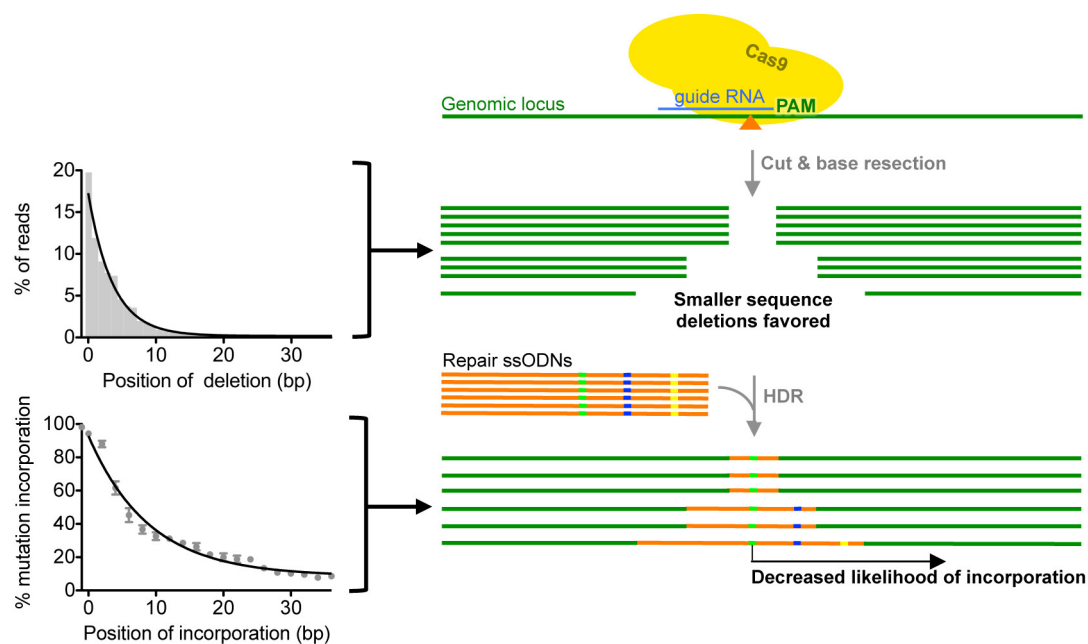 Cas9
guide RNA
PAM
Genomic locus
Cut & base resection
20
15
10
5
0
% of reads
0 10 20 30
Position of deletion (bp)
Smaller sequence
deletions favored
Repair ssODNs
HDR
100
80
60
40
20
0
% mutation incorporation
0 10 20 30
Position of incorporation (bp)
Decreased likelihood of incorporation